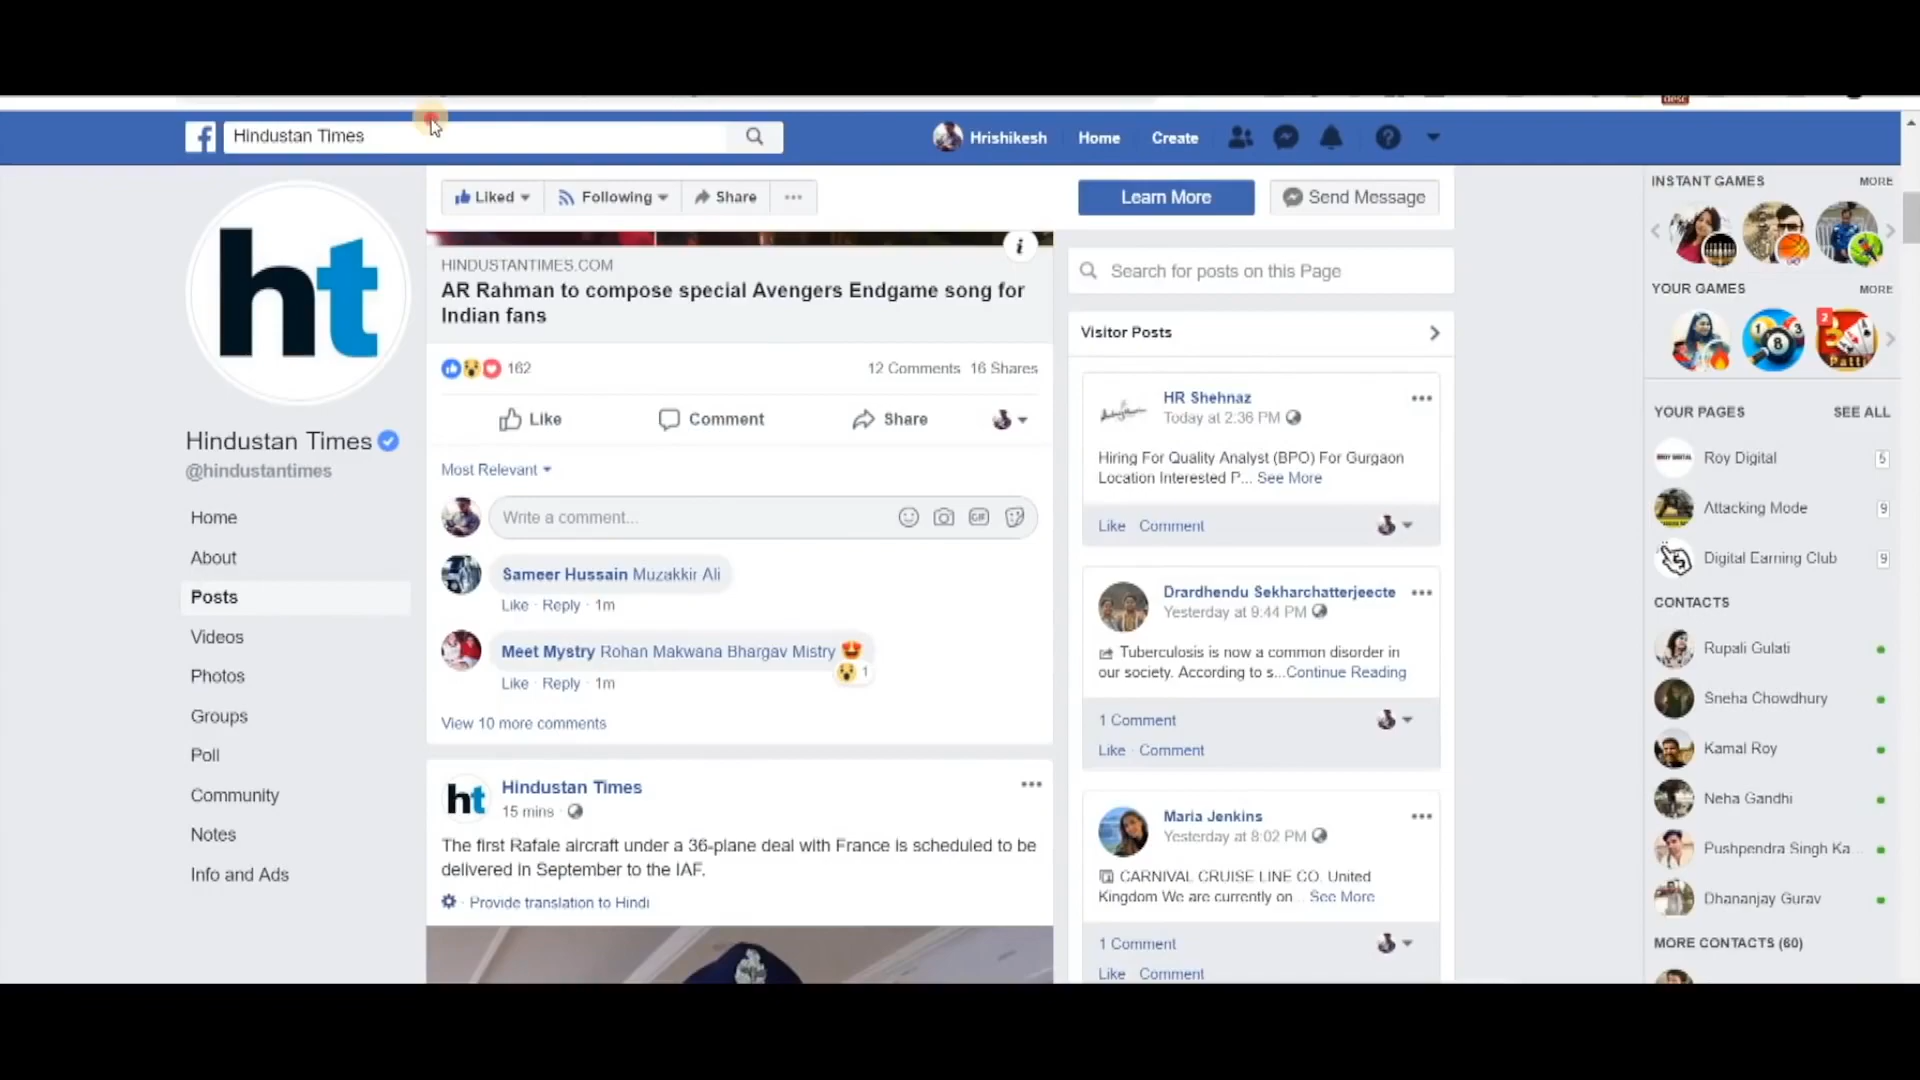 Hindustan Times
Hrishikesh
Home
Create
ht
Hindustan Times
@hindustantimes
Home
About
Posts
Videos
Photos
Groups
Poll
Community
Notes
Info and Ads
Liked
Following
Share
HINDUSTANTIMES.COM
AR Rahman to compose special Avengers Endgame song for
Indian fans
162
12 Comments 16 Shares
Like
Comment
Share
Most Relevant
Write a comment...
GIF
Sameer Hussain Muzakkir Ali
Like · Reply · 1m
Meet Mystry Rohan Makwana Bhargav Mistry
1
Like · Reply · 1m
View 10 more comments
ht
Hindustan Times
15 mins ·
The first Rafale aircraft under a 36-plane deal with France is scheduled to be
delivered in September to the IAF.
· Provide translation to Hindi
Learn More
Send Message
Search for posts on this Page
Visitor Posts
HR Shehnaz
Today at 2:36 PM
Hiring For Quality Analyst (BPO) For Gurgaon
Location Interested P... See More
Like · Comment
Drardhendu Sekharchatterjeecte
Yesterday at 9:44 PM
Tuberculosis is now a common disorder in
our society. According to s...Continue Reading
1 Comment
Like · Comment
Maria Jenkins
Yesterday at 8:02 PM
CARNIVAL CRUISE LINE CO. United
Kingdom We are currently on... See More
1 Comment
Like · Comment
INSTANT GAMES
MORE
YOUR GAMES
MORE
8
2
3
Patti
YOUR PAGES
SEE ALL
Roy Digital
5
Attacking Mode
9
Digital Earning Club
9
CONTACTS
Rupali Gulati
Sneha Chowdhury
Kamal Roy
Neha Gandhi
Pushpendra Singh Ka...
Dhananjay Gurav
MORE CONTACTS (60)